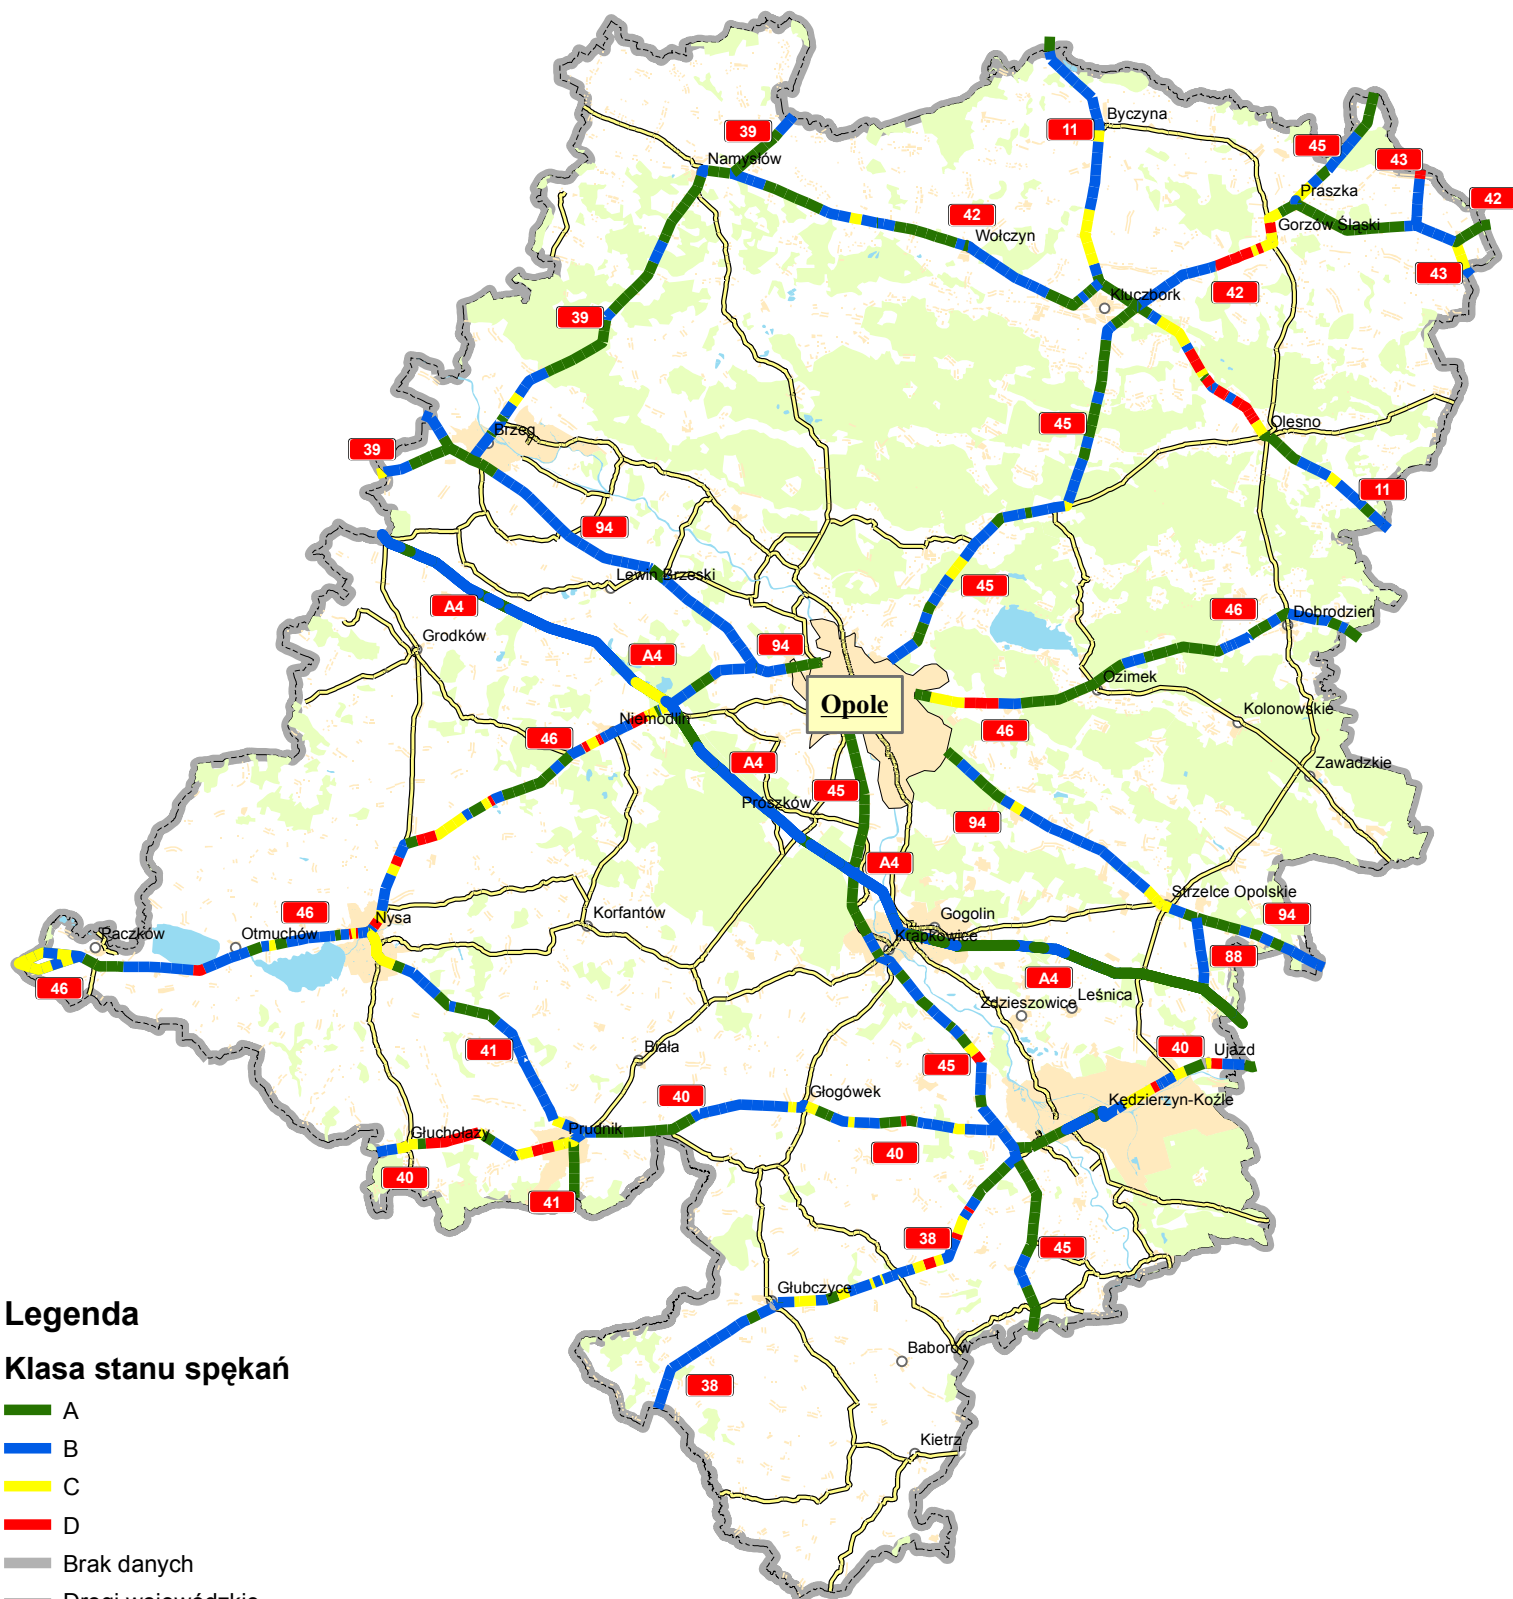 39
Namysłów
11
Byczyna
45
43
Praszka
42
42
Wołczyn
Gorzów Śląski
43
42
Kluczbork
39
45
Olesno
39
Brzeg
11
94
Lewin Brzeski
45
A4
46
Dobrodzień
Grodków
A4
94
Ozimek
Opole
Kolonowskie
Niemodlin
46
46
A4
Zawadzkie
45
Prószków
94
A4
Strzelce Opolskie
46
Nysa
Korfantów
Gogolin
94
Paczków
Otmuchów
Krapkowice
88
46
A4
Zdzieszowice
Leśnica
41
Biała
45
40
Ujazd
40
Głogówek
Kędzierzyn-Koźle
Głuchołazy
Prudnik
40
40
41
38
45
Głubczyce
Baborów
38
Kietrz
Legenda
Klasa stanu spękań
A
B
C
D
Brak danych
Drogi wojewódzkie